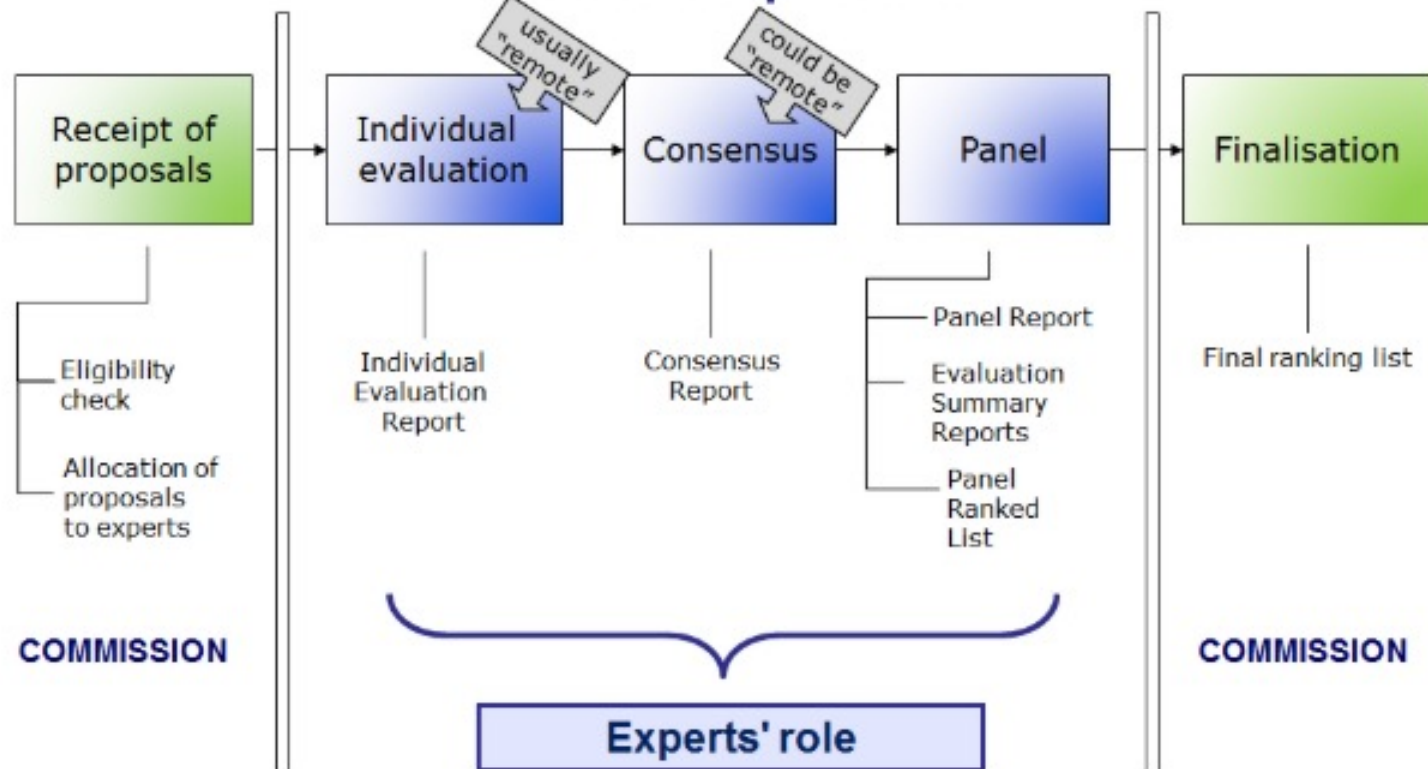 usually
"remote"
could be
"remote"
Receipt of
proposals
Individual
evaluation
Consensus
Panel
Finalisation
Eligibility
check
Allocation of
proposals
to experts
Individual
Evaluation
Report
Consensus
Report
Panel Report
Evaluation
Summary
Reports
Panel
Ranked
List
Final ranking list
COMMISSION
COMMISSION
Experts' role